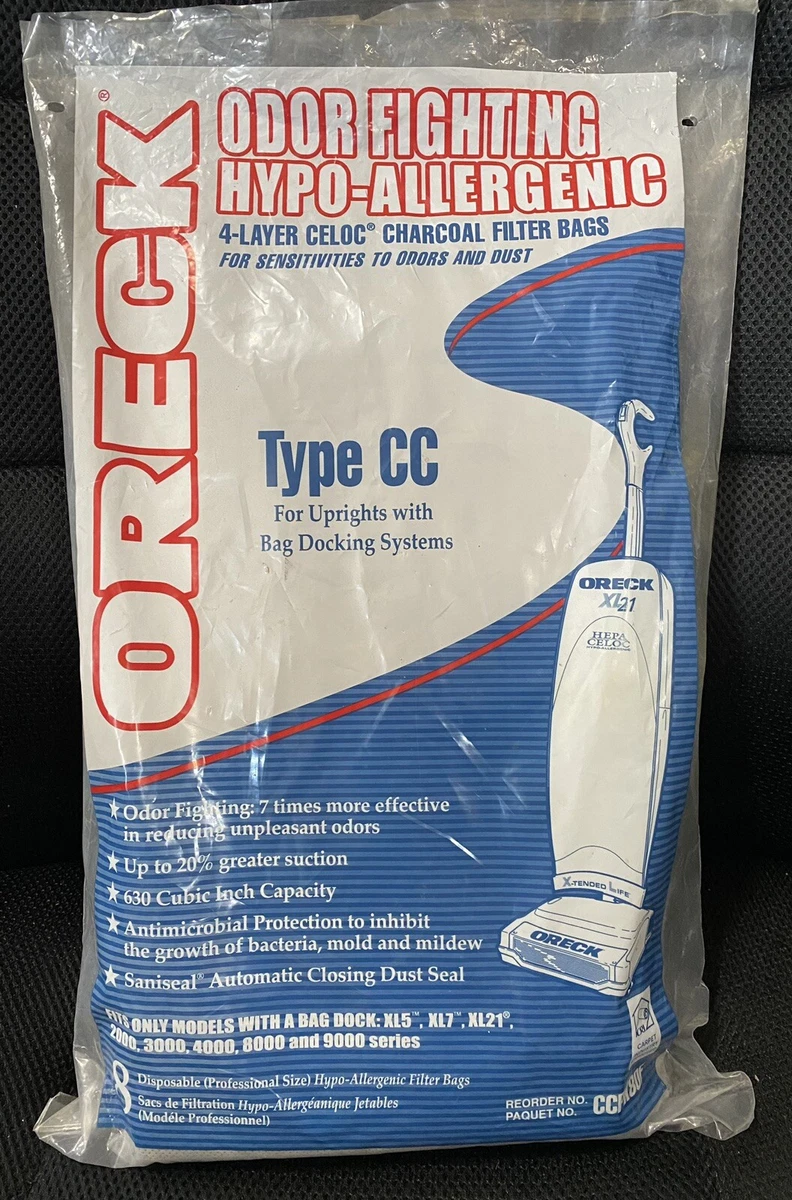 ORECK®
ODOR FIGHTING
HYPO-ALLERGENIC
4-LAYER CELOC® CHARCOAL FILTER BAGS
FOR SENSITIVITIES TO ODORS AND DUST
Type CC
For Uprights with
Bag Docking Systems
ORECK
XL21
HEPA
CELOC
HYPO-ALLERGENIC
X-TENDED LIFE
ORECK
★ Odor Fighting: 7 times more effective
in reducing unpleasant odors
★ Up to 20% greater suction
★ 630 Cubic Inch Capacity
★ Antimicrobial Protection to inhibit
the growth of bacteria, mold and mildew
★ Saniseal® Automatic Closing Dust Seal
FITS ONLY MODELS WITH A BAG DOCK: XL5™, XL7™, XL21®,
2000, 3000, 4000, 8000 and 9000 series
CARPET
8 Disposable (Professional Size) Hypo-Allergenic Filter Bags
Sacs de Filtration Hypo-Allergéanique Jetables
(Modéle Professionnel)
REORDER NO.
PAQUET NO.